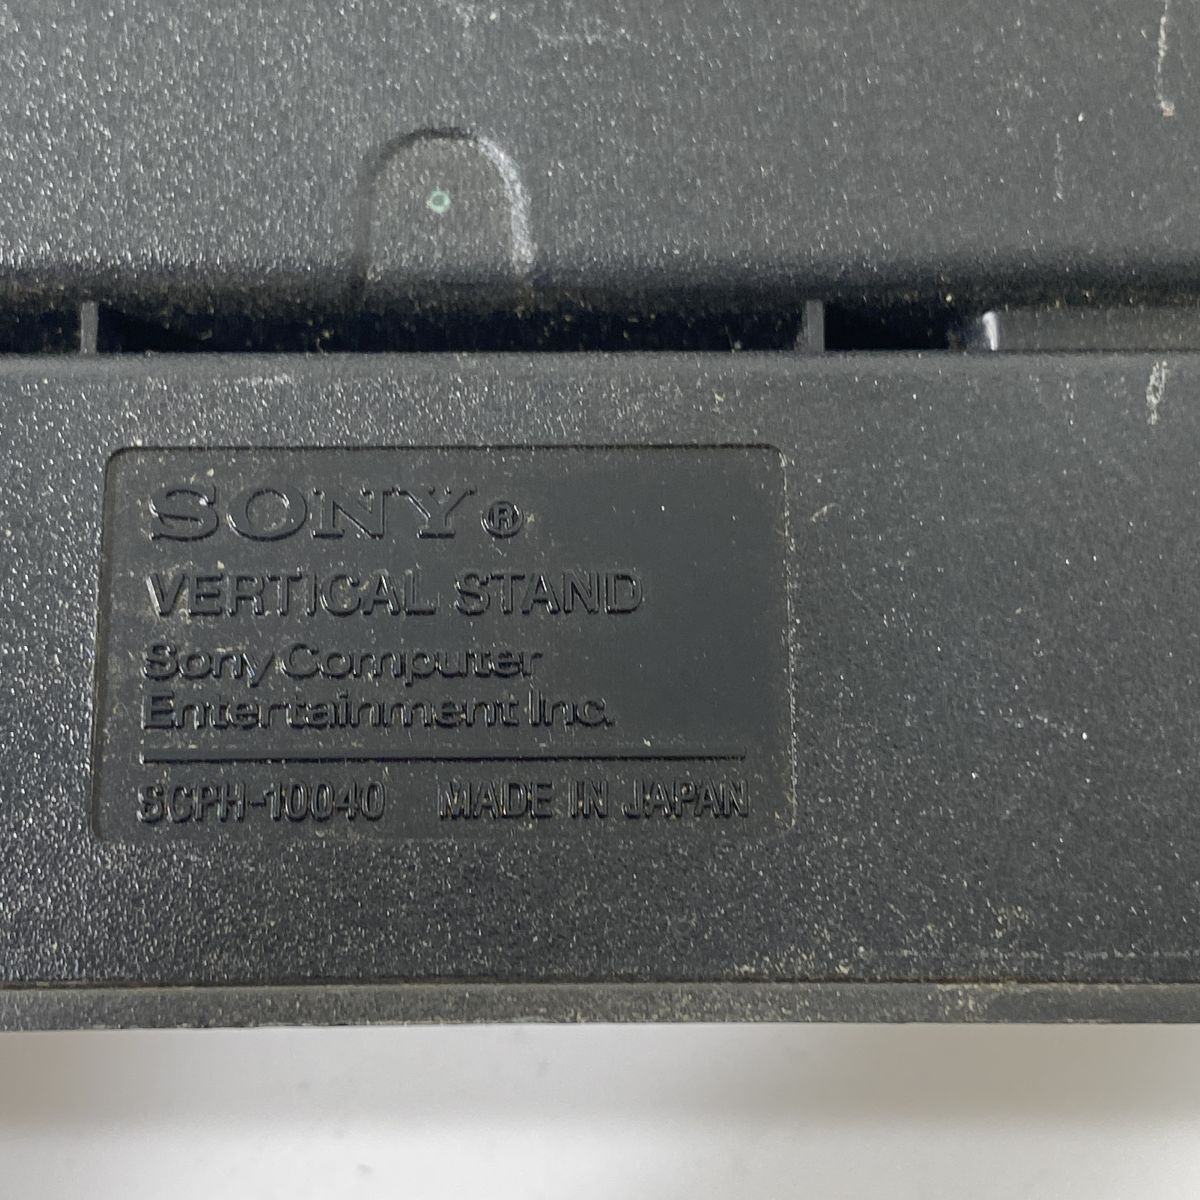 SONY®
VERTICAL STAND
Sony Computer
Entertainment Inc.
SCPH-10040 MADE IN JAPAN